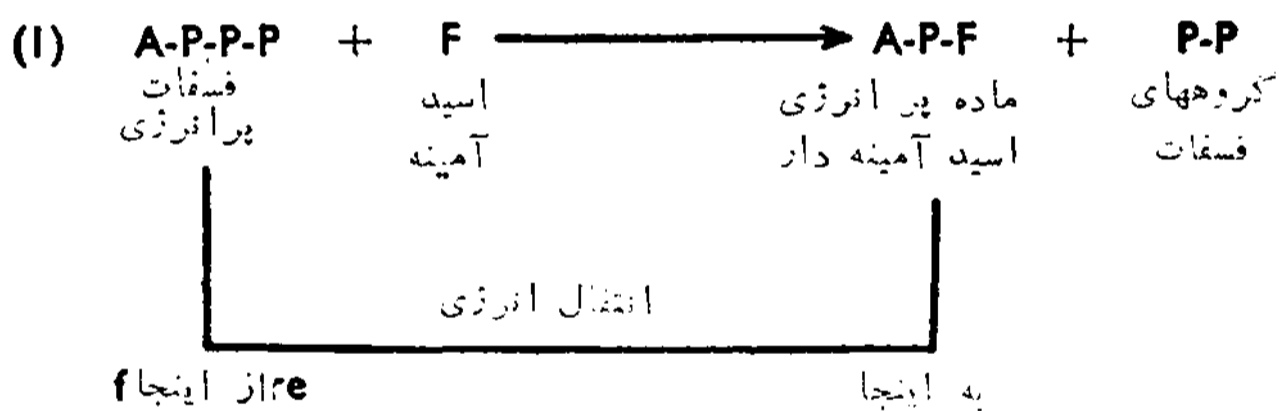 (I) A-P-P-P + F → A-P-F + P-P
فسفات اسید ماده پر انرژی گروههای
پرانرژی آمینه اسید آمینه دار فسفات
انتقال انرژی
از اینجا به اینجا